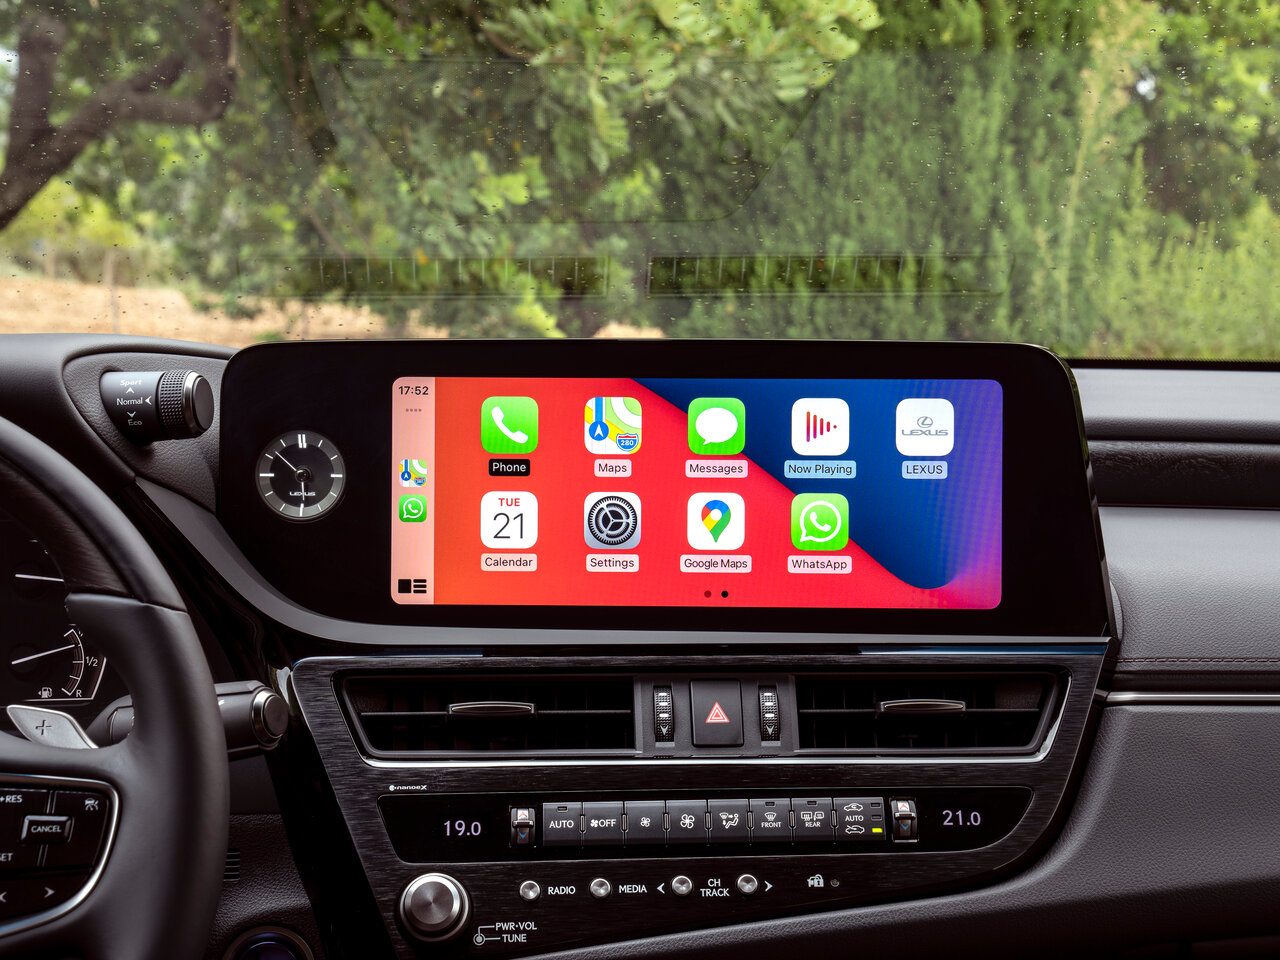 Sport
Normal
Eco
LEXUS
17:52
280
Phone
Maps
Messages
Now Playing
LEXUS
LEXUS
TUE
21
Calendar
Settings
Google Maps
WhatsApp
1/2
R
+
+RES
CANCEL
SET
nanoeX
19.0
AUTO
OFF
FRONT
REAR
AUTO
21.0
RADIO
MEDIA
CH
TRACK
PWR•VOL
TUNE